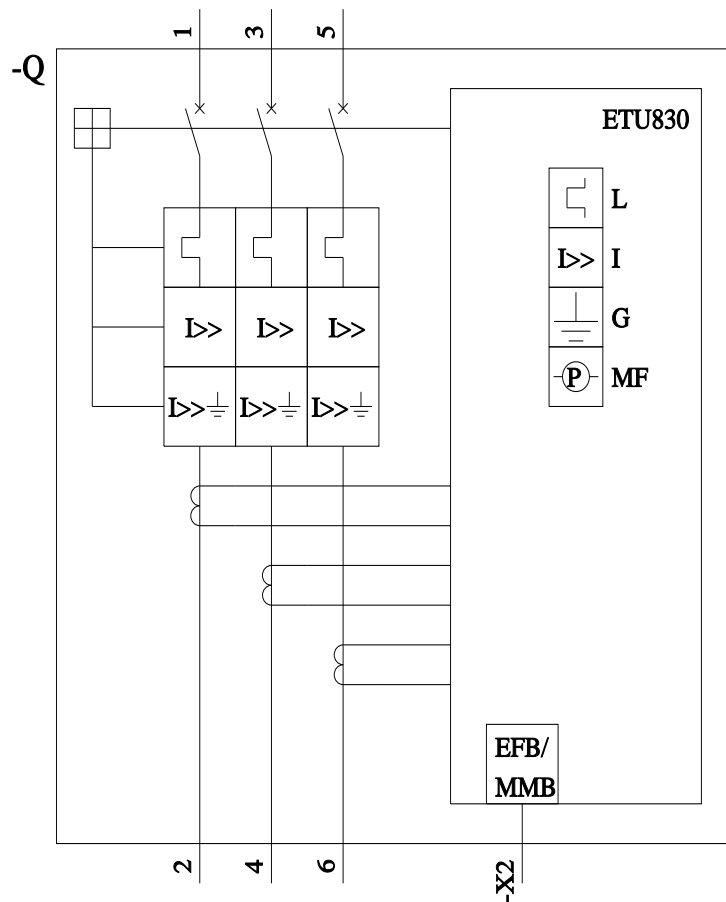 1 3 5
-Q
ETU830
L
I>> I
G
P MF
I>> I>> I>>
I>> I>> I>>
EFB/
MMB
2 4 6 -X2